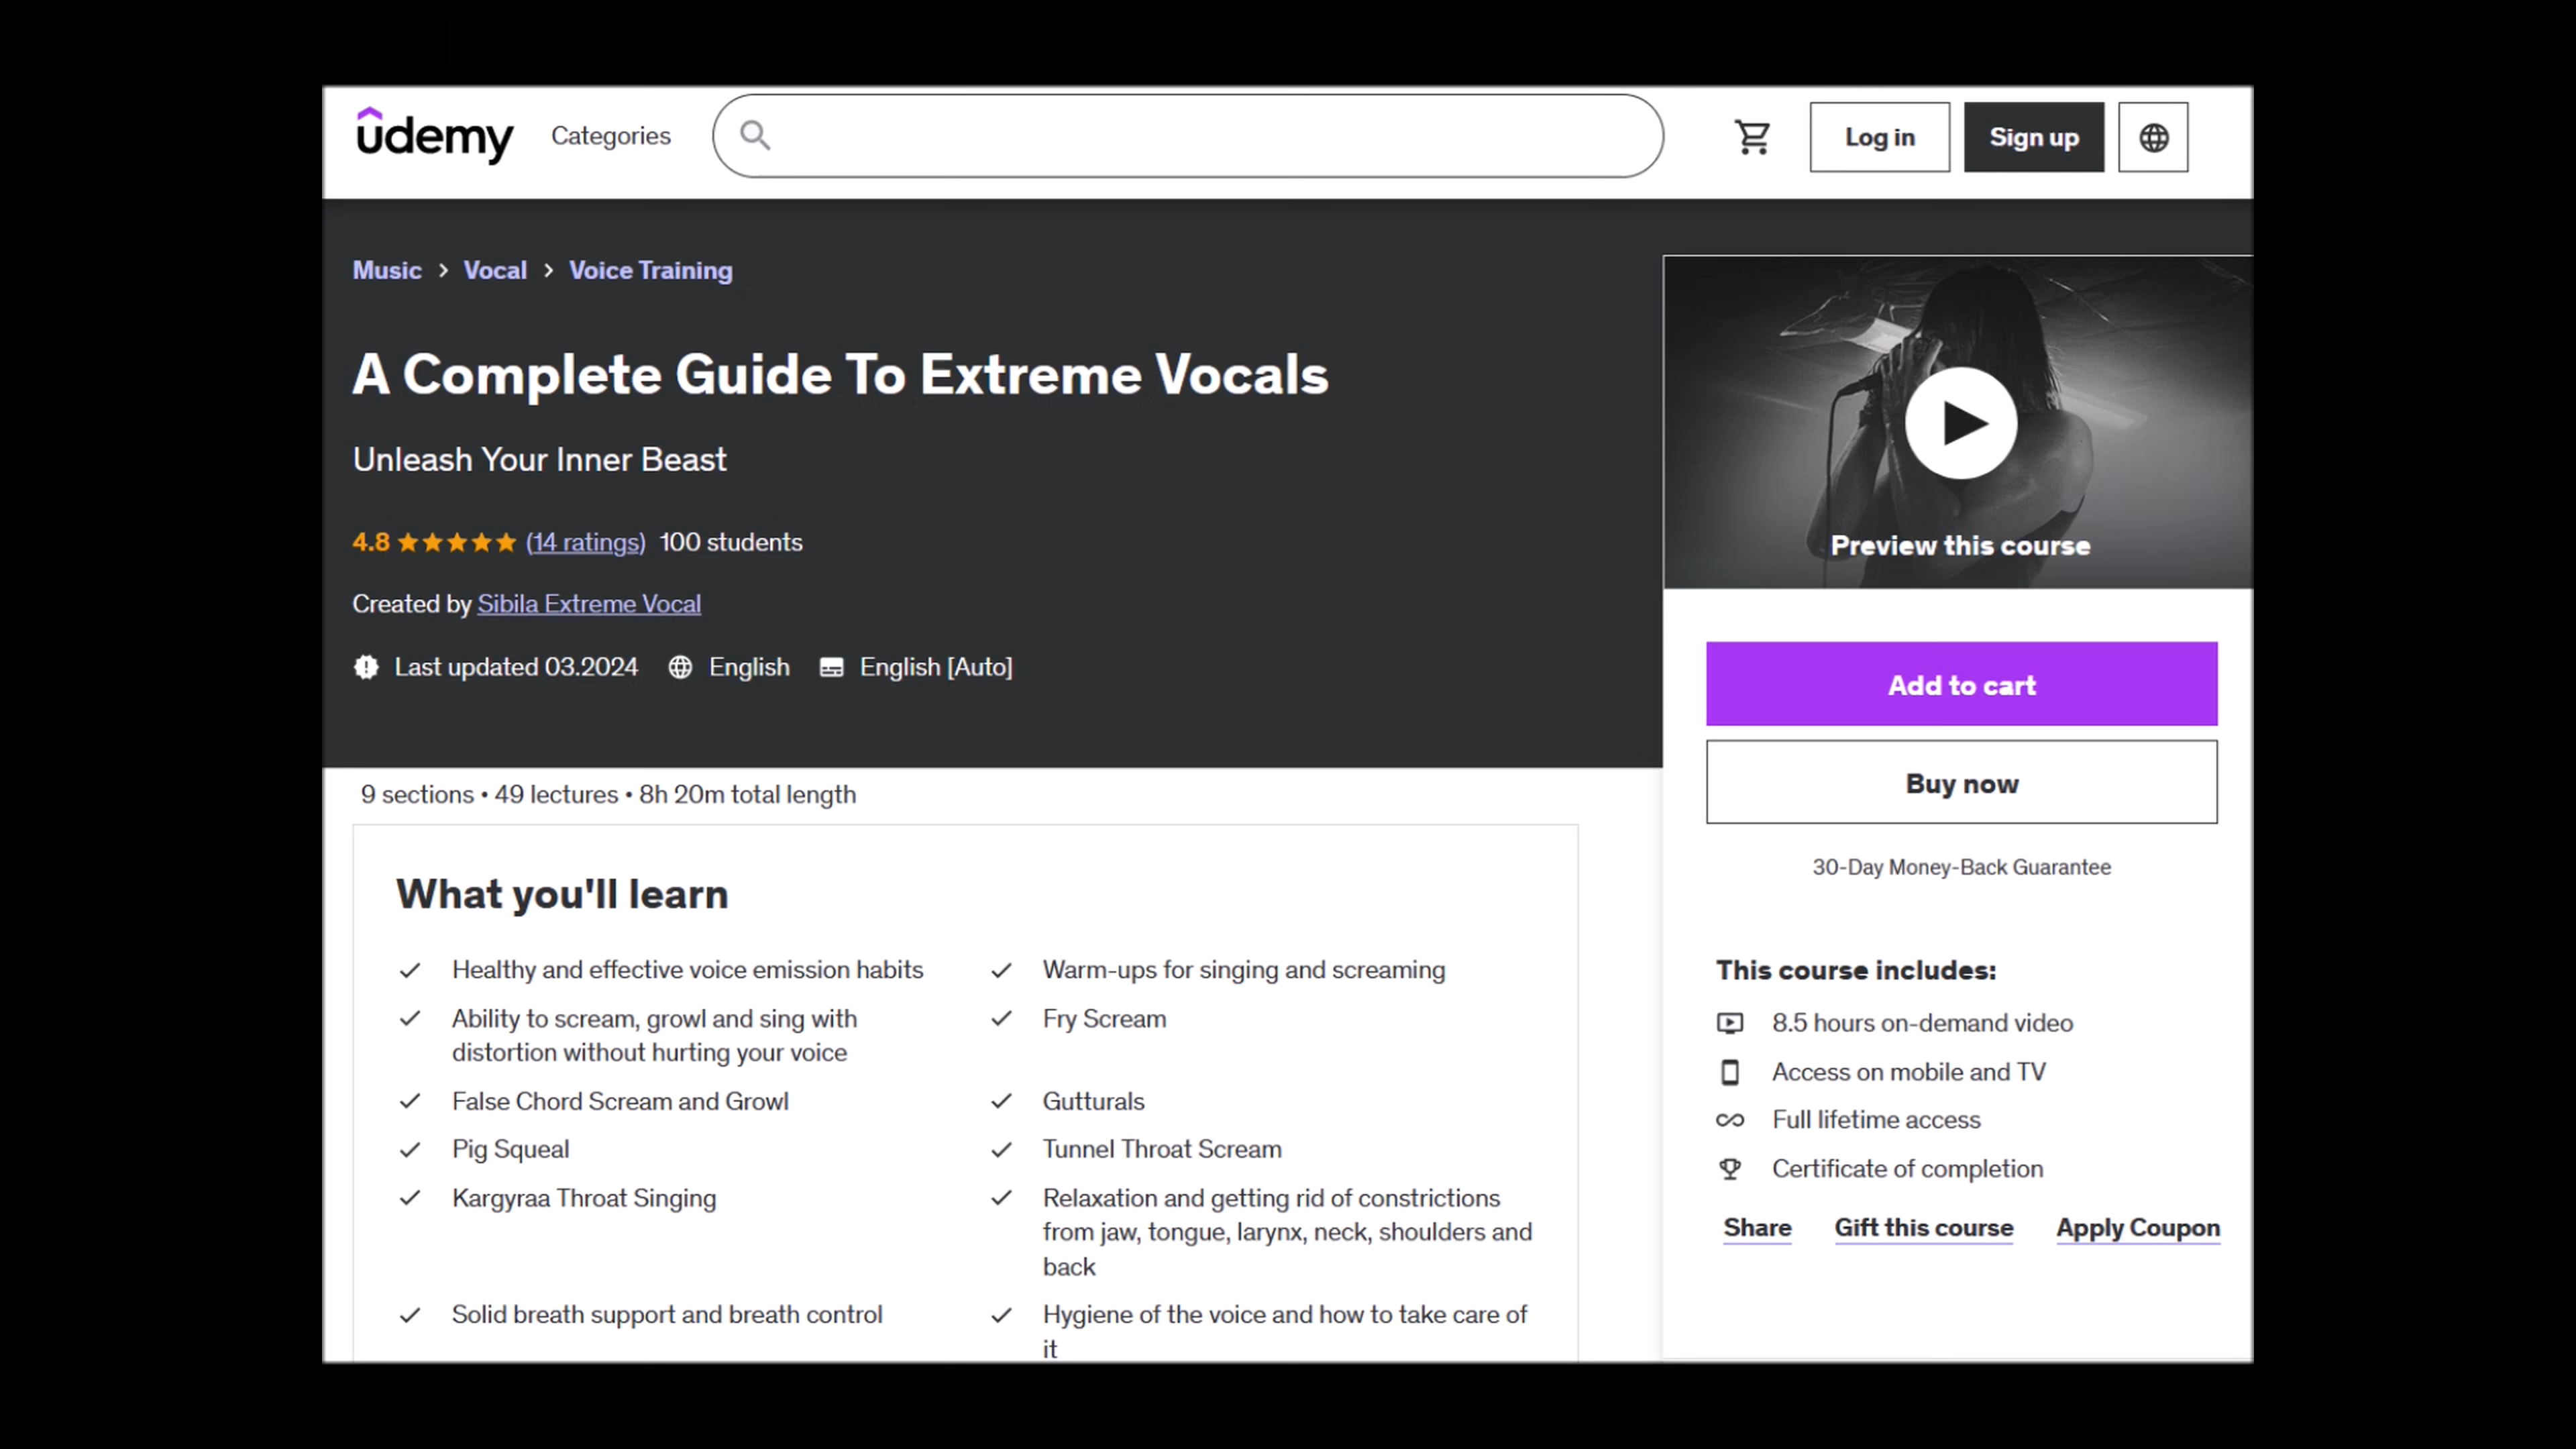 udemy
Categories
Log in
Sign up
Music > Vocal > Voice Training
A Complete Guide To Extreme Vocals
Unleash Your Inner Beast
4.8 ★★★★★ (14 ratings) 100 students
Created by Sibila Extreme Vocal
Last updated 03.2024 English English [Auto]
Preview this course
Add to cart
Buy now
30-Day Money-Back Guarantee
This course includes:
8.5 hours on-demand video
Access on mobile and TV
Full lifetime access
Certificate of completion
Share Gift this course Apply Coupon
9 sections • 49 lectures • 8h 20m total length
What you'll learn
Healthy and effective voice emission habits
Warm-ups for singing and screaming
Ability to scream, growl and sing with
distortion without hurting your voice
Fry Scream
False Chord Scream and Growl
Gutturals
Pig Squeal
Tunnel Throat Scream
Kargyraa Throat Singing
Relaxation and getting rid of constrictions
from jaw, tongue, larynx, neck, shoulders and
back
Solid breath support and breath control
Hygiene of the voice and how to take care of
it